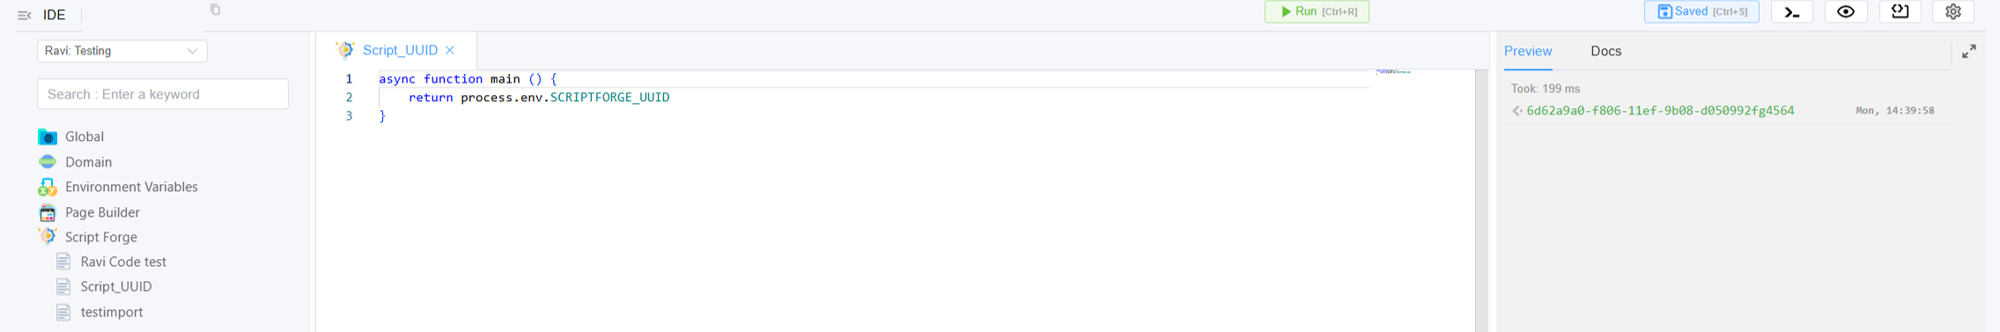 IDE
Run [Ctrl+R]
Saved [Ctrl+S]
Ravi: Testing
Search : Enter a keyword
Global
Domain
Environment Variables
Page Builder
Script Forge
Ravi Code test
Script_UUID
testimport
Script_UUID
1 async function main () {
2 return process.env.SCRIPTFORGE_UUID
3 }
Preview Docs
Took: 199 ms
6d62a9a0-f806-11ef-9b08-d050992fg4564 Mon, 14:39:58